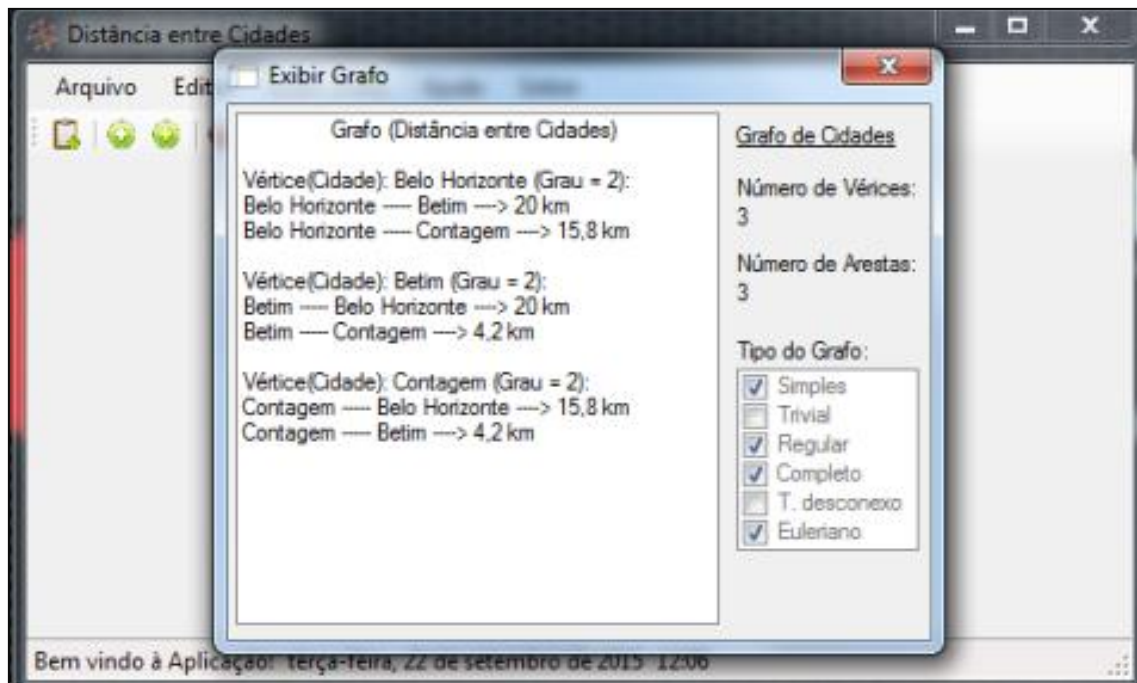 Distância entre Cidades
Exibir Grafo
Arquivo Edit
Grafo (Distância entre Cidades)
Vértice(Cidade): Belo Horizonte (Grau = 2):
Belo Horizonte ----- Betim ----> 20 km
Belo Horizonte ----- Contagem ----> 15,8 km
Vértice(Cidade): Betim (Grau = 2):
Betim ----- Belo Horizonte ----> 20 km
Betim ----- Contagem ----> 4,2 km
Vértice(Cidade): Contagem (Grau = 2):
Contagem ----- Belo Horizonte ----> 15,8 km
Contagem ----- Betim ----> 4,2 km
Grafo de Cidades
Número de Vérices:
3
Número de Arestas:
3
Tipo do Grafo:
Simples
Trivial
Regular
Completo
T. desconexo
Euleriano
Bem vindo à Aplicação! terça-feira, 22 de setembro de 2015 12:06